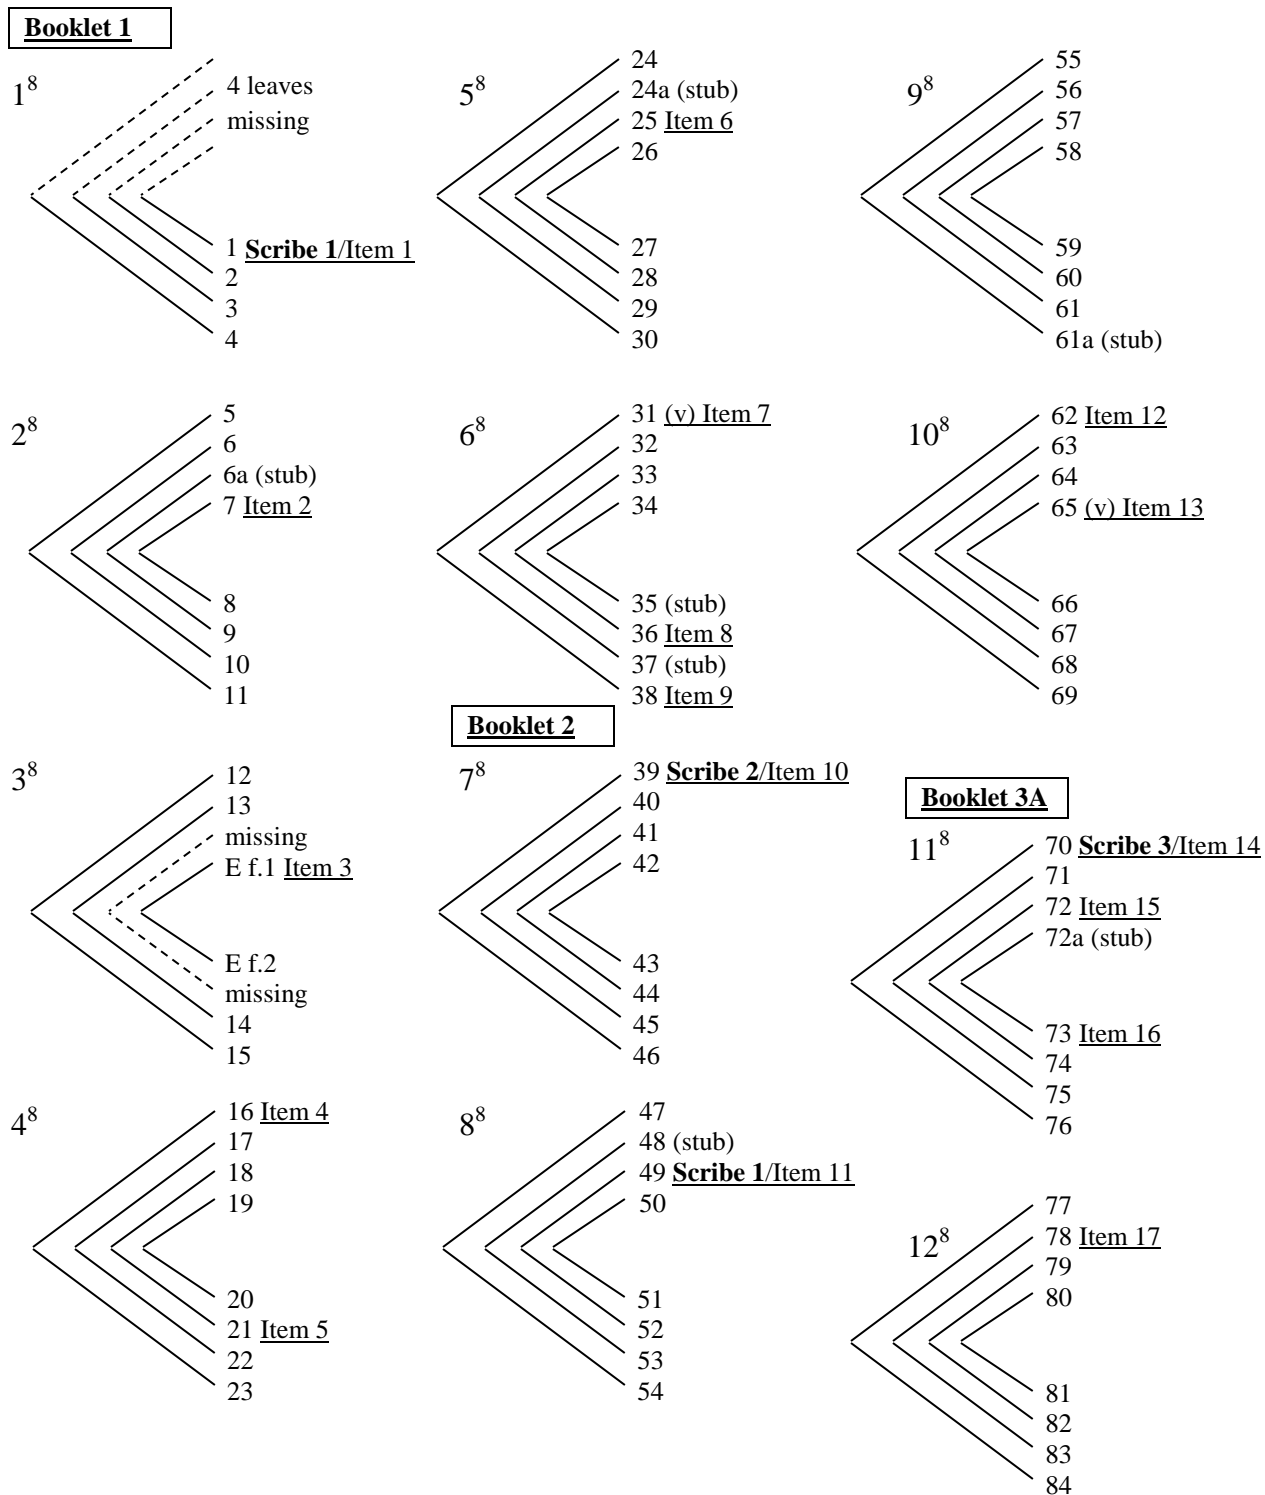 Booklet 1
1⁸
4 leaves
missing
1 Scribe 1/Item 1
2
3
4
2⁸
5
6
6a (stub)
7 Item 2
8
9
10
11
3⁸
12
13
missing
E f.1 Item 3
E f.2
missing
14
15
4⁸
16 Item 4
17
18
19
20
21 Item 5
22
23
5⁸
24
24a (stub)
25 Item 6
26
27
28
29
30
6⁸
31 (v) Item 7
32
33
34
35 (stub)
36 Item 8
37 (stub)
38 Item 9
Booklet 2
7⁸
39 Scribe 2/Item 10
40
41
42
43
44
45
46
8⁸
47
48 (stub)
49 Scribe 1/Item 11
50
51
52
53
54
9⁸
55
56
57
58
59
60
61
61a (stub)
10⁸
62 Item 12
63
64
65 (v) Item 13
66
67
68
69
Booklet 3A
11⁸
70 Scribe 3/Item 14
71
72 Item 15
72a (stub)
73 Item 16
74
75
76
12⁸
77
78 Item 17
79
80
81
82
83
84